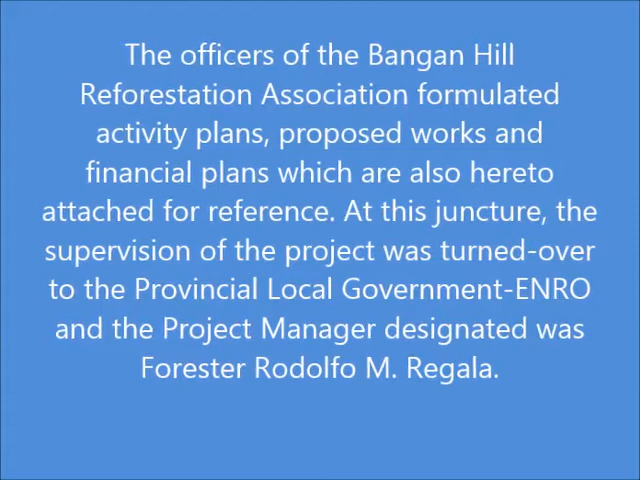 The officers of the Bangan Hill
Reforestation Association formulated
activity plans, proposed works and
financial plans which are also hereto
attached for reference. At this juncture, the
supervision of the project was turned-over
to the Provincial Local Government-ENRO
and the Project Manager designated was
Forester Rodolfo M. Regala.